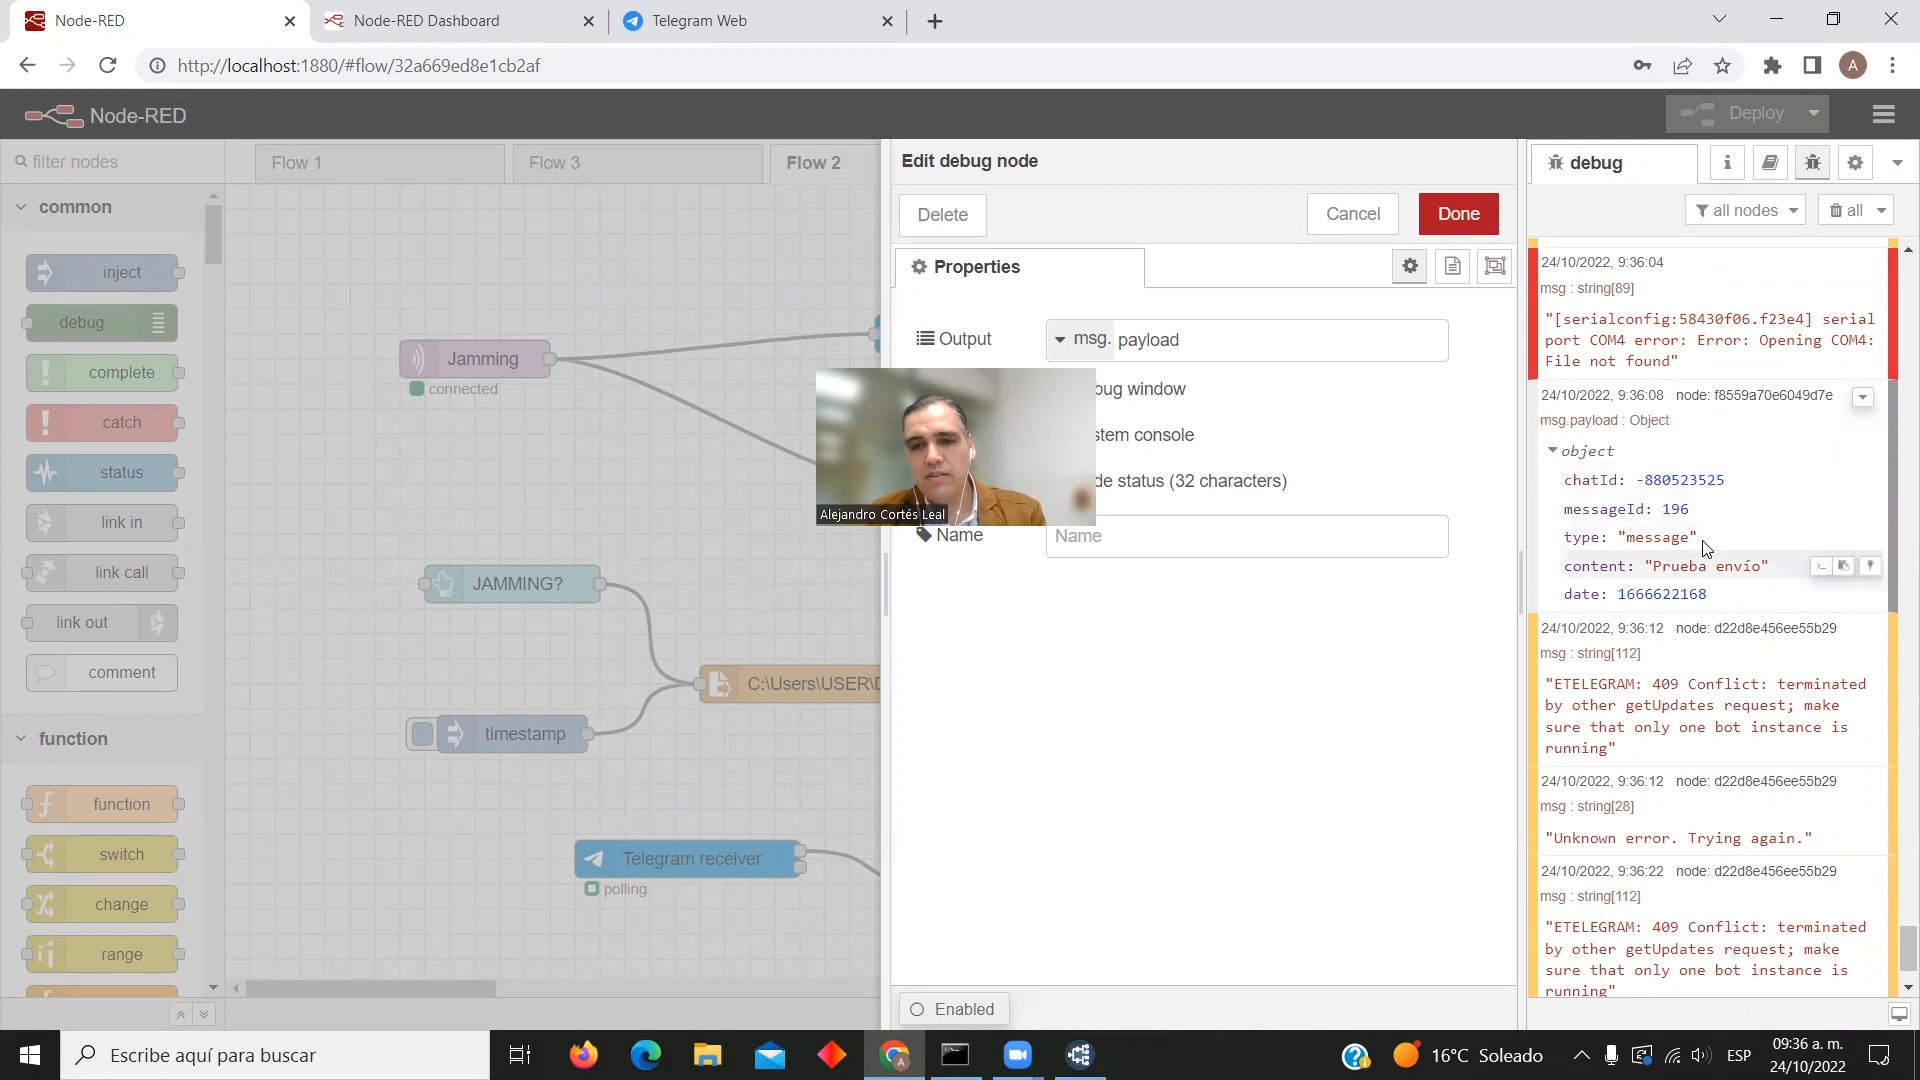 Node-RED
Node-RED Dashboard
Telegram Web
http://localhost:1880/#flow/32a669ed8e1cb2af
A
Node-RED
Deploy
filter nodes
Flow 1
Flow 3
Flow 2
common
inject
debug
complete
catch
status
link in
link call
link out
comment
function
function
switch
change
range
Jamming
connected
JAMMING?
C:\Users\USER\D
timestamp
Telegram receiver
polling
Edit debug node
Delete
Cancel
Done
Properties
Output
msg. payload
bug window
stem console
de status (32 characters)
Name
Name
Alejandro Cortés Leal
Enabled
debug
all nodes
all
24/10/2022, 9:36:04
msg : string[89]
"[serialconfig:58430f06.f23e4] serial
port COM4 error: Error: Opening COM4:
File not found"
24/10/2022, 9:36:08 node: f8559a70e6049d7e
msg.payload : Object
object
chatId: -880523525
messageId: 196
type: "message"
content: "Prueba envío"
date: 1666622168
24/10/2022, 9:36:12 node: d22d8e456ee55b29
msg : string[112]
"ETELEGRAM: 409 Conflict: terminated
by other getUpdates request; make
sure that only one bot instance is
running"
24/10/2022, 9:36:12 node: d22d8e456ee55b29
msg : string[28]
"Unknown error. Trying again."
24/10/2022, 9:36:22 node: d22d8e456ee55b29
msg : string[112]
"ETELEGRAM: 409 Conflict: terminated
by other getUpdates request; make
sure that only one bot instance is
running"
Escribe aquí para buscar
16°C Soleado
ESP
09:36 a. m.
24/10/2022